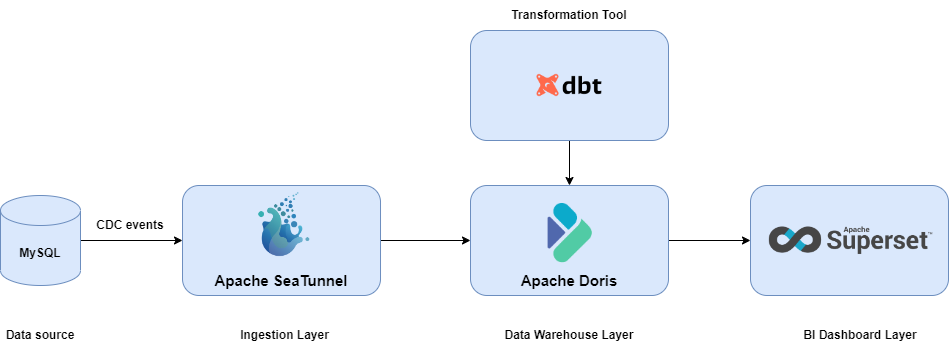 Transformation Tool
dbt
CDC events
MySQL
Apache SeaTunnel
Apache Doris
Apache
Superset™
Data source
Ingestion Layer
Data Warehouse Layer
BI Dashboard Layer